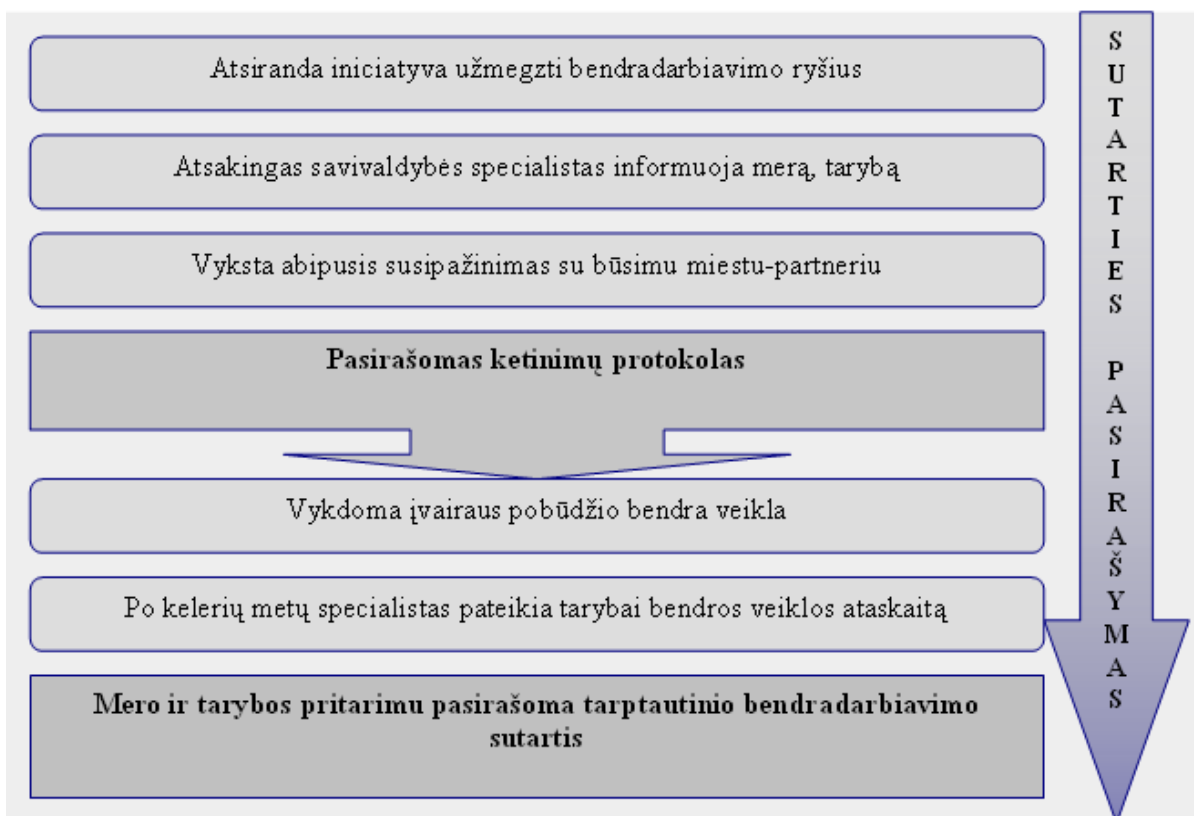 Atsiranda iniciatyva užmegzti bendradarbiavimo ryšius
Atsakingas savivaldybės specialistas informuoja merą, tarybą
Vyksta abipusis susipažinimas su būsimu miestu-partneriu
Pasirašomas ketinimų protokolas
Vykdoma įvairaus pobūdžio bendra veikla
Po kelerių metų specialistas pateikia tarybai bendros veiklos ataskaitą
Mero ir tarybos pritarimu pasirašoma tarptautinio bendradarbiavimo
sutartis
SUTARTIES PASIRAŠYMAS